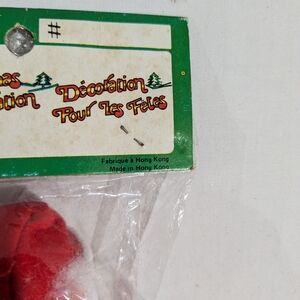 #
Décoration
Pour Les Fêtes
Fabriqué à Hong Kong
Made in Hong Kong